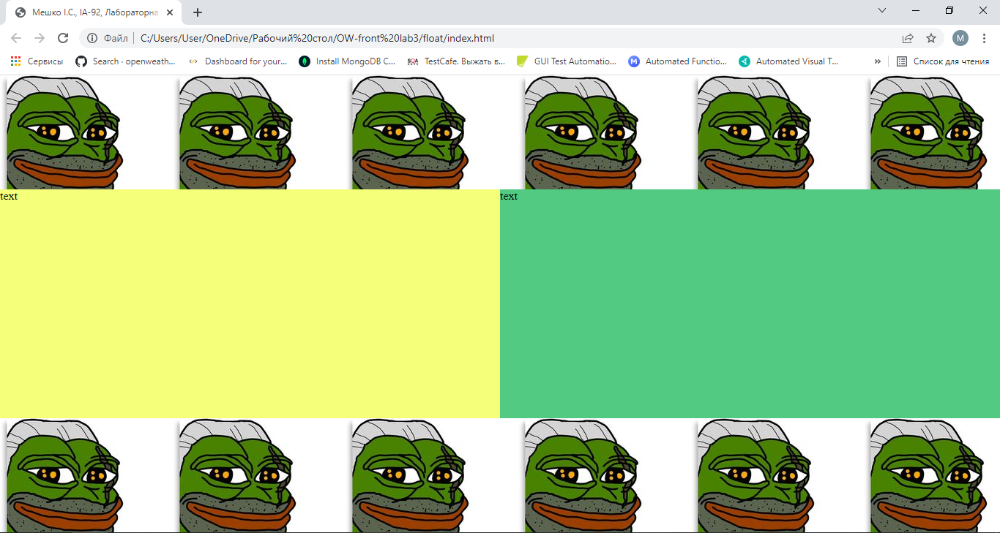 Мешко І.С., ІА-92, Лабораторна
Файл C:/Users/User/OneDrive/Рабочий%20стол/OW-front%20lab3/float/index.html
М
Сервисы Search · openweath... Dashboard for your... Install MongoDB C... TestCafe. Выжать в... GUI Test Automatio... Automated Functio... Automated Visual T... » Список для чтения
text text